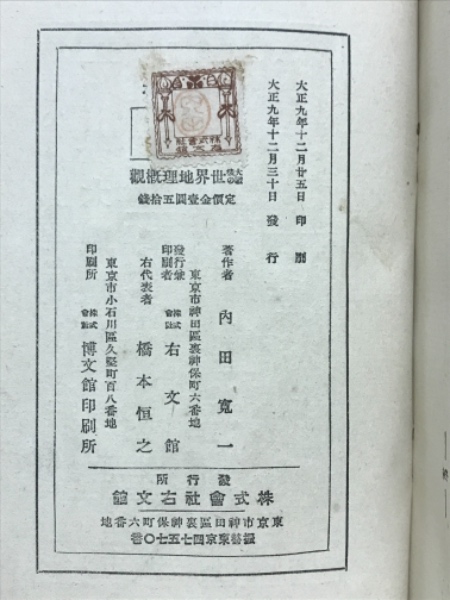 大正九年十二月廿五日 印刷
大正九年十二月三十日 發行
世界地理概觀
定價金壹圓五拾錢
著作者 內田寬一
東京市神田區裏神保町六番地
發行兼印刷者 株式會社 右文館
右代表者 橋本恒之
東京市小石川區久堅町百八番地
印刷所 株式會社 博文館印刷所
發行所
株式會社右文館
東京市神田區裏神保町六番地
振替東京四七五七〇番